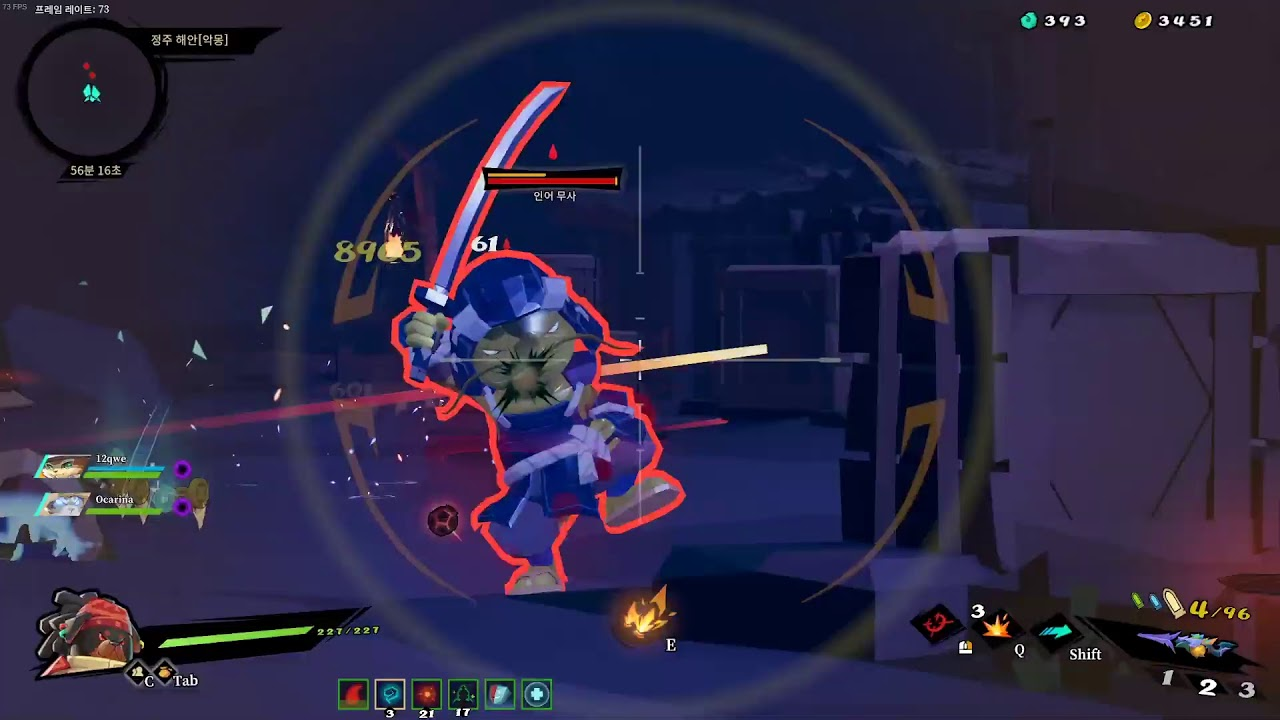 73 FPS 프레임 레이트: 73
393 3451
정주 해안[악몽]
56분 16초
인어 무사
61
8965
601
12qwe
Ocarina
227/227
C Tab
E
3
Q
Shift
4/96
1 2 3
3 21 17